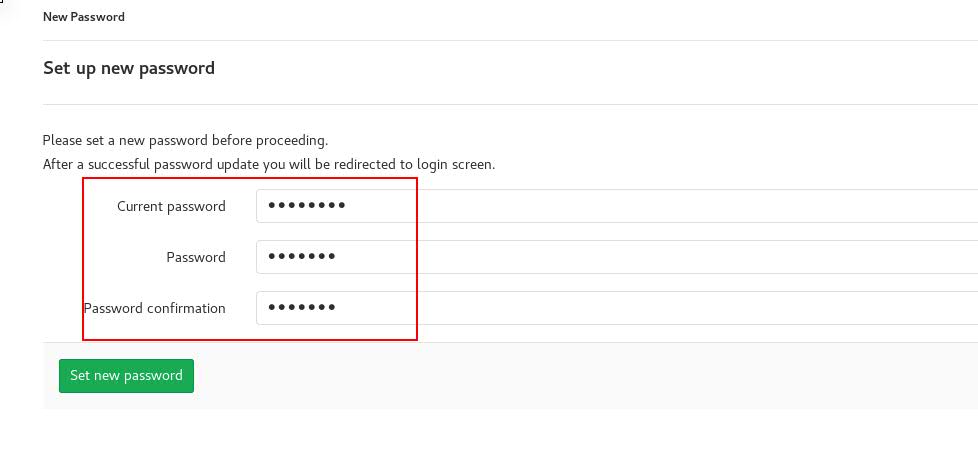 New Password
Set up new password
Please set a new password before proceeding.
After a successful password update you will be redirected to login screen.
Current password ••••••••
Password •••••••
Password confirmation •••••••
Set new password